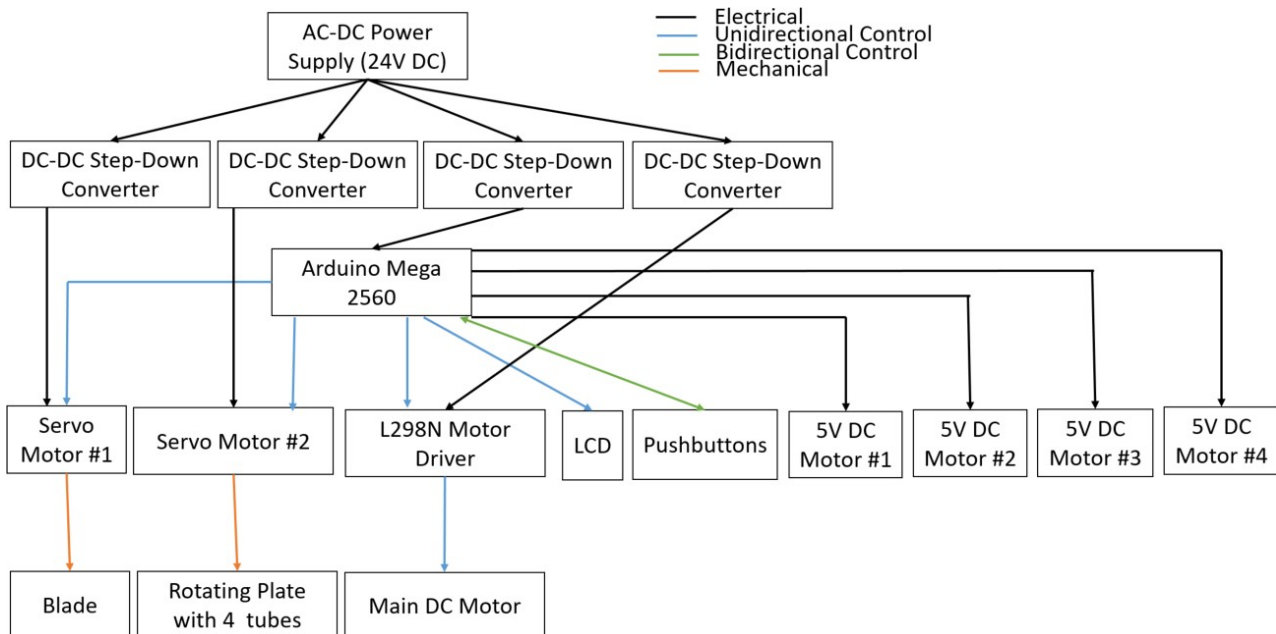 AC-DC Power
Supply (24V DC)
Electrical
Unidirectional Control
Bidirectional Control
Mechanical
DC-DC Step-Down
Converter
DC-DC Step-Down
Converter
DC-DC Step-Down
Converter
DC-DC Step-Down
Converter
Arduino Mega
2560
Servo
Motor #1
Servo Motor #2
L298N Motor
Driver
LCD
Pushbuttons
5V DC
Motor #1
5V DC
Motor #2
5V DC
Motor #3
5V DC
Motor #4
Blade
Rotating Plate
with 4 tubes
Main DC Motor